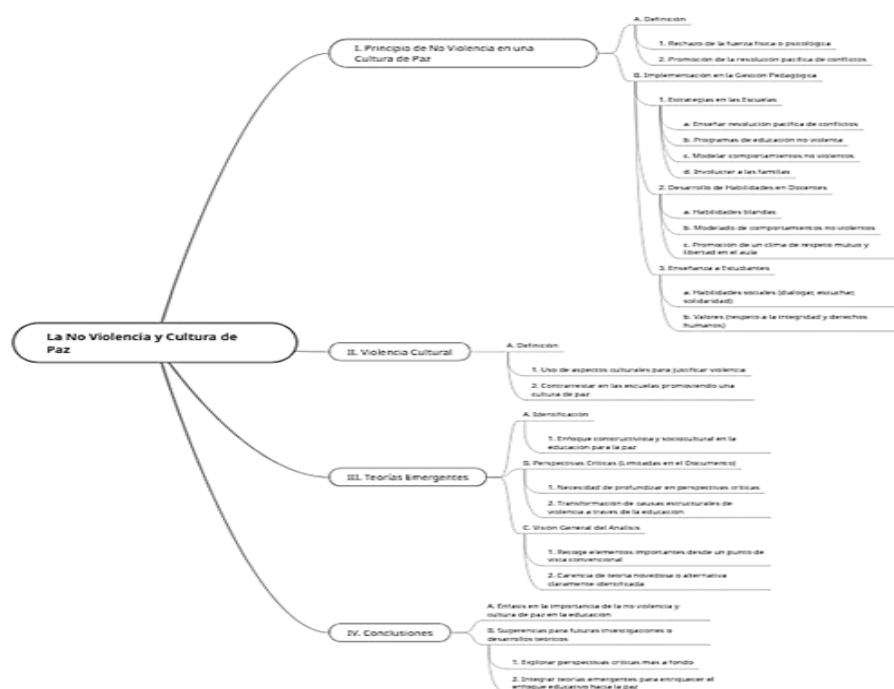 La No Violencia y Cultura de
Paz
I. Principio de No Violencia en una
Cultura de Paz
A. Definición
1. Rechazo de la fuerza física o psicológica
2. Promoción de la resolución pacífica de conflictos
B. Implementación en la Gestión Pedagógica
1. Estrategias en las Escuelas
a. Enseñar resolución pacífica de conflictos
b. Programas de educación no violenta
c. Modelar comportamientos no violentos
d. Involucrar a las familias
2. Desarrollo de Habilidades en Docentes
a. Habilidades blandas
b. Modelado de comportamientos no violentos
c. Promoción de un clima de respeto mutuo y
libertad en el aula
3. Enseñanza a Estudiantes
a. Habilidades sociales (dialogar, escuchar,
solidaridad)
b. Valores (respeto a la integridad y derechos
humanos)
II. Violencia Cultural
A. Definición
1. Uso de aspectos culturales para justificar violencia
2. Contrarrestar en las escuelas promoviendo una
cultura de paz
III. Teorías Emergentes
A. Identificación
1. Enfoque constructivista y sociocultural en la
educación para la paz
B. Perspectivas Críticas (Limitadas en el Documento)
1. Necesidad de profundizar en perspectivas críticas
2. Transformación de causas estructurales de
violencia a través de la educación
C. Visión General del Análisis
1. Recoge elementos importantes desde un punto de
vista convencional
2. Carencia de teoría novedosa o alternativa
claramente identificada
IV. Conclusiones
A. Énfasis en la importancia de la no violencia y
cultura de paz en la educación
B. Sugerencias para futuras investigaciones o
desarrollos teóricos
1. Explorar perspectivas críticas más a fondo
2. Integrar teorías emergentes para enriquecer el
enfoque educativo hacia la paz